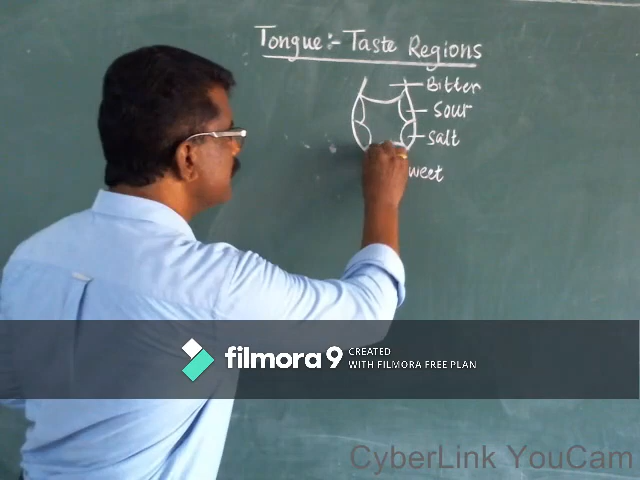 Tongue:- Taste Regions
Bitter
Sour
Salt
weet
filmora 9 CREATED
WITH FILMORA FREE PLAN
CyberLink YouCam